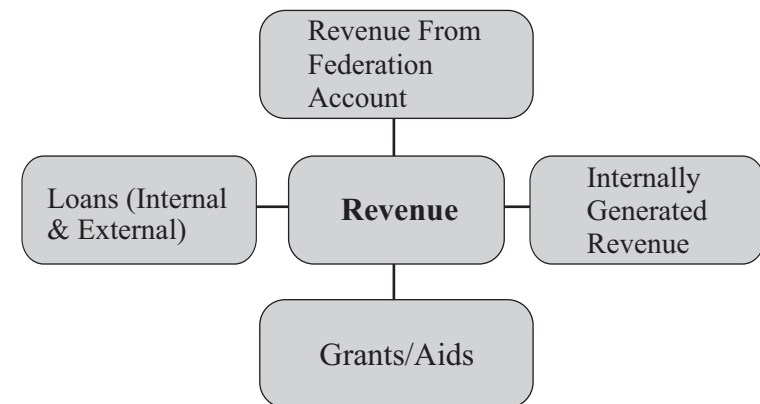 Revenue From
Federation
Account
Loans (Internal
& External)
Revenue
Internally
Generated
Revenue
Grants/Aids